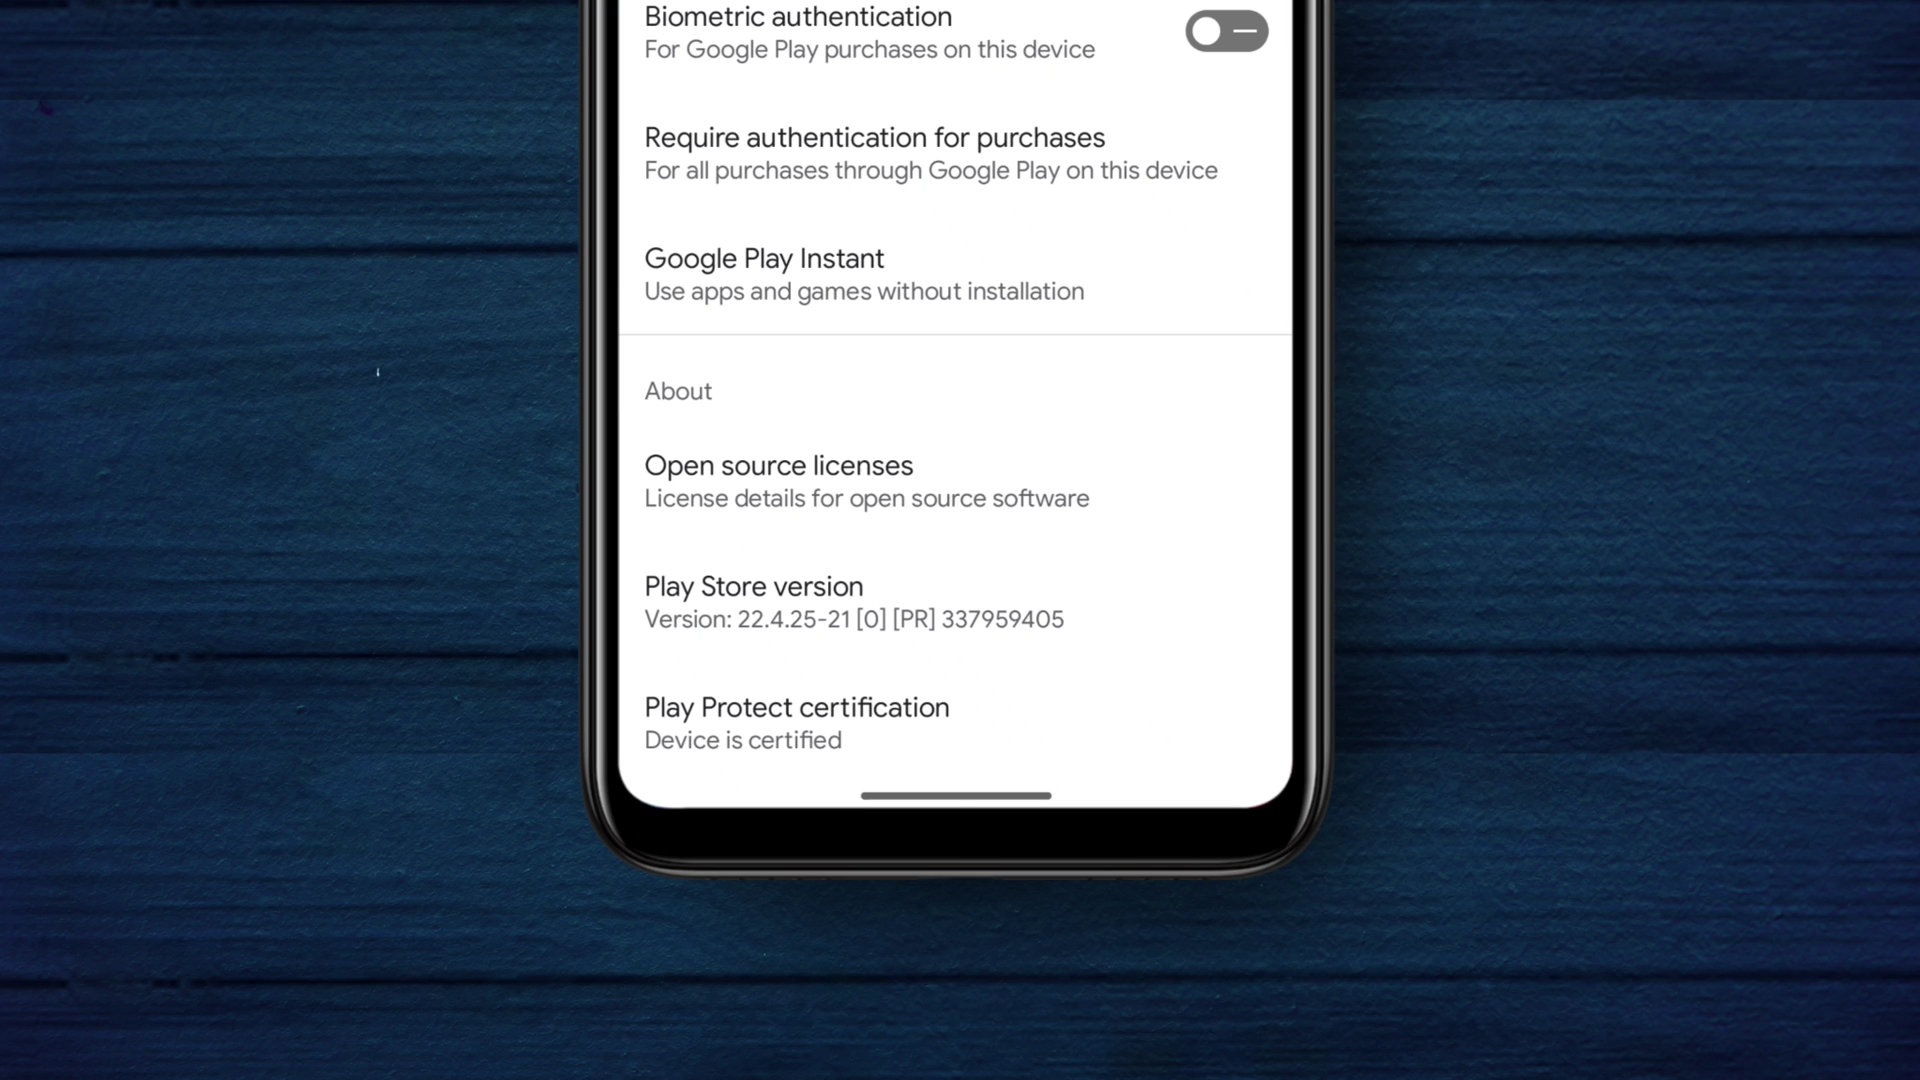 Biometric authentication
For Google Play purchases on this device
Require authentication for purchases
For all purchases through Google Play on this device
Google Play Instant
Use apps and games without installation
About
Open source licenses
License details for open source software
Play Store version
Version: 22.4.25-21 [0] [PR] 337959405
Play Protect certification
Device is certified